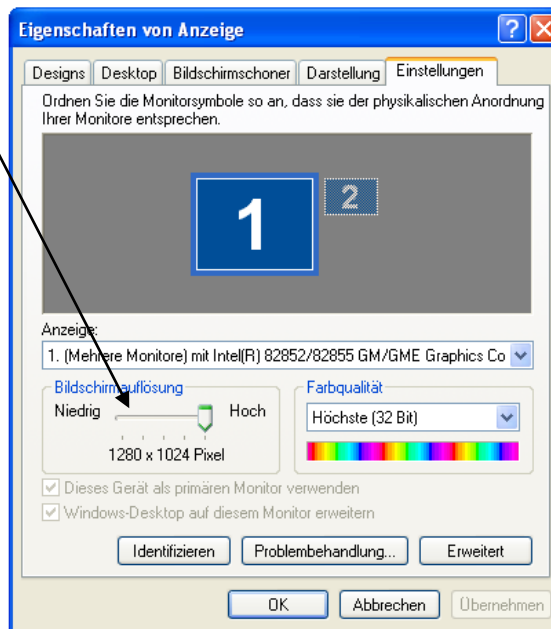 Eigenschaften von Anzeige
Designs Desktop Bildschirmschoner Darstellung Einstellungen
Ordnen Sie die Monitorsymbole so an, dass sie der physikalischen Anordnung
Ihrer Monitore entsprechen.
1 2
Anzeige:
1. (Mehrere Monitore) mit Intel(R) 82852/82855 GM/GME Graphics Co
Bildschirmauflösung
Niedrig Hoch
1280 x 1024 Pixel
Farbqualität
Höchste (32 Bit)
Dieses Gerät als primären Monitor verwenden
Windows-Desktop auf diesem Monitor erweitern
Identifizieren Problembehandlung... Erweitert
OK Abbrechen Übernehmen